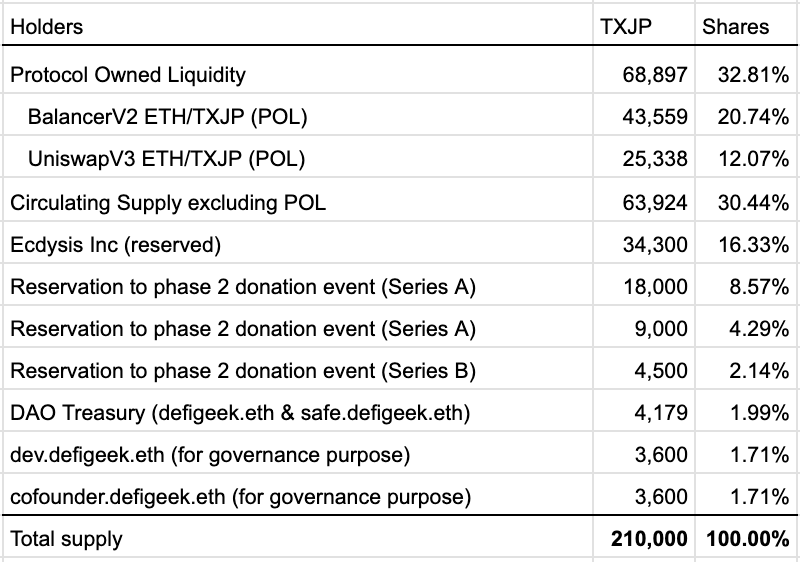 Holders TXJP Shares
Protocol Owned Liquidity 68,897 32.81%
BalancerV2 ETH/TXJP (POL) 43,559 20.74%
UniswapV3 ETH/TXJP (POL) 25,338 12.07%
Circulating Supply excluding POL 63,924 30.44%
Ecdysis Inc (reserved) 34,300 16.33%
Reservation to phase 2 donation event (Series A) 18,000 8.57%
Reservation to phase 2 donation event (Series A) 9,000 4.29%
Reservation to phase 2 donation event (Series B) 4,500 2.14%
DAO Treasury (defigeek.eth & safe.defigeek.eth) 4,179 1.99%
dev.defigeek.eth (for governance purpose) 3,600 1.71%
cofounder.defigeek.eth (for governance purpose) 3,600 1.71%
Total supply 210,000 100.00%